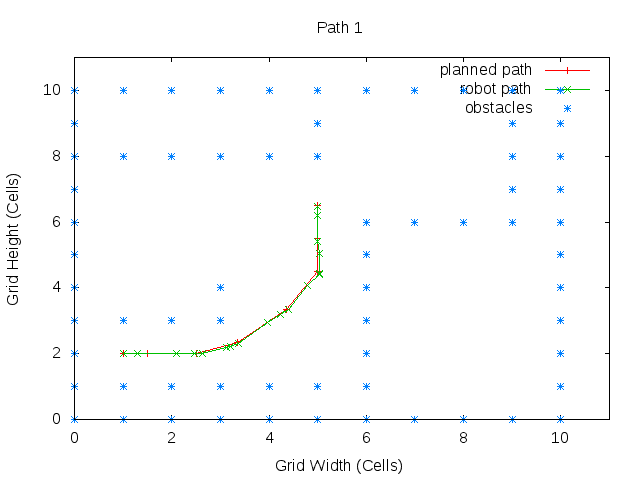 Path 1
planned path
robot path
obstacles
10
8
6
4
2
0
0 2 4 6 8 10
Grid Height (Cells)
Grid Width (Cells)